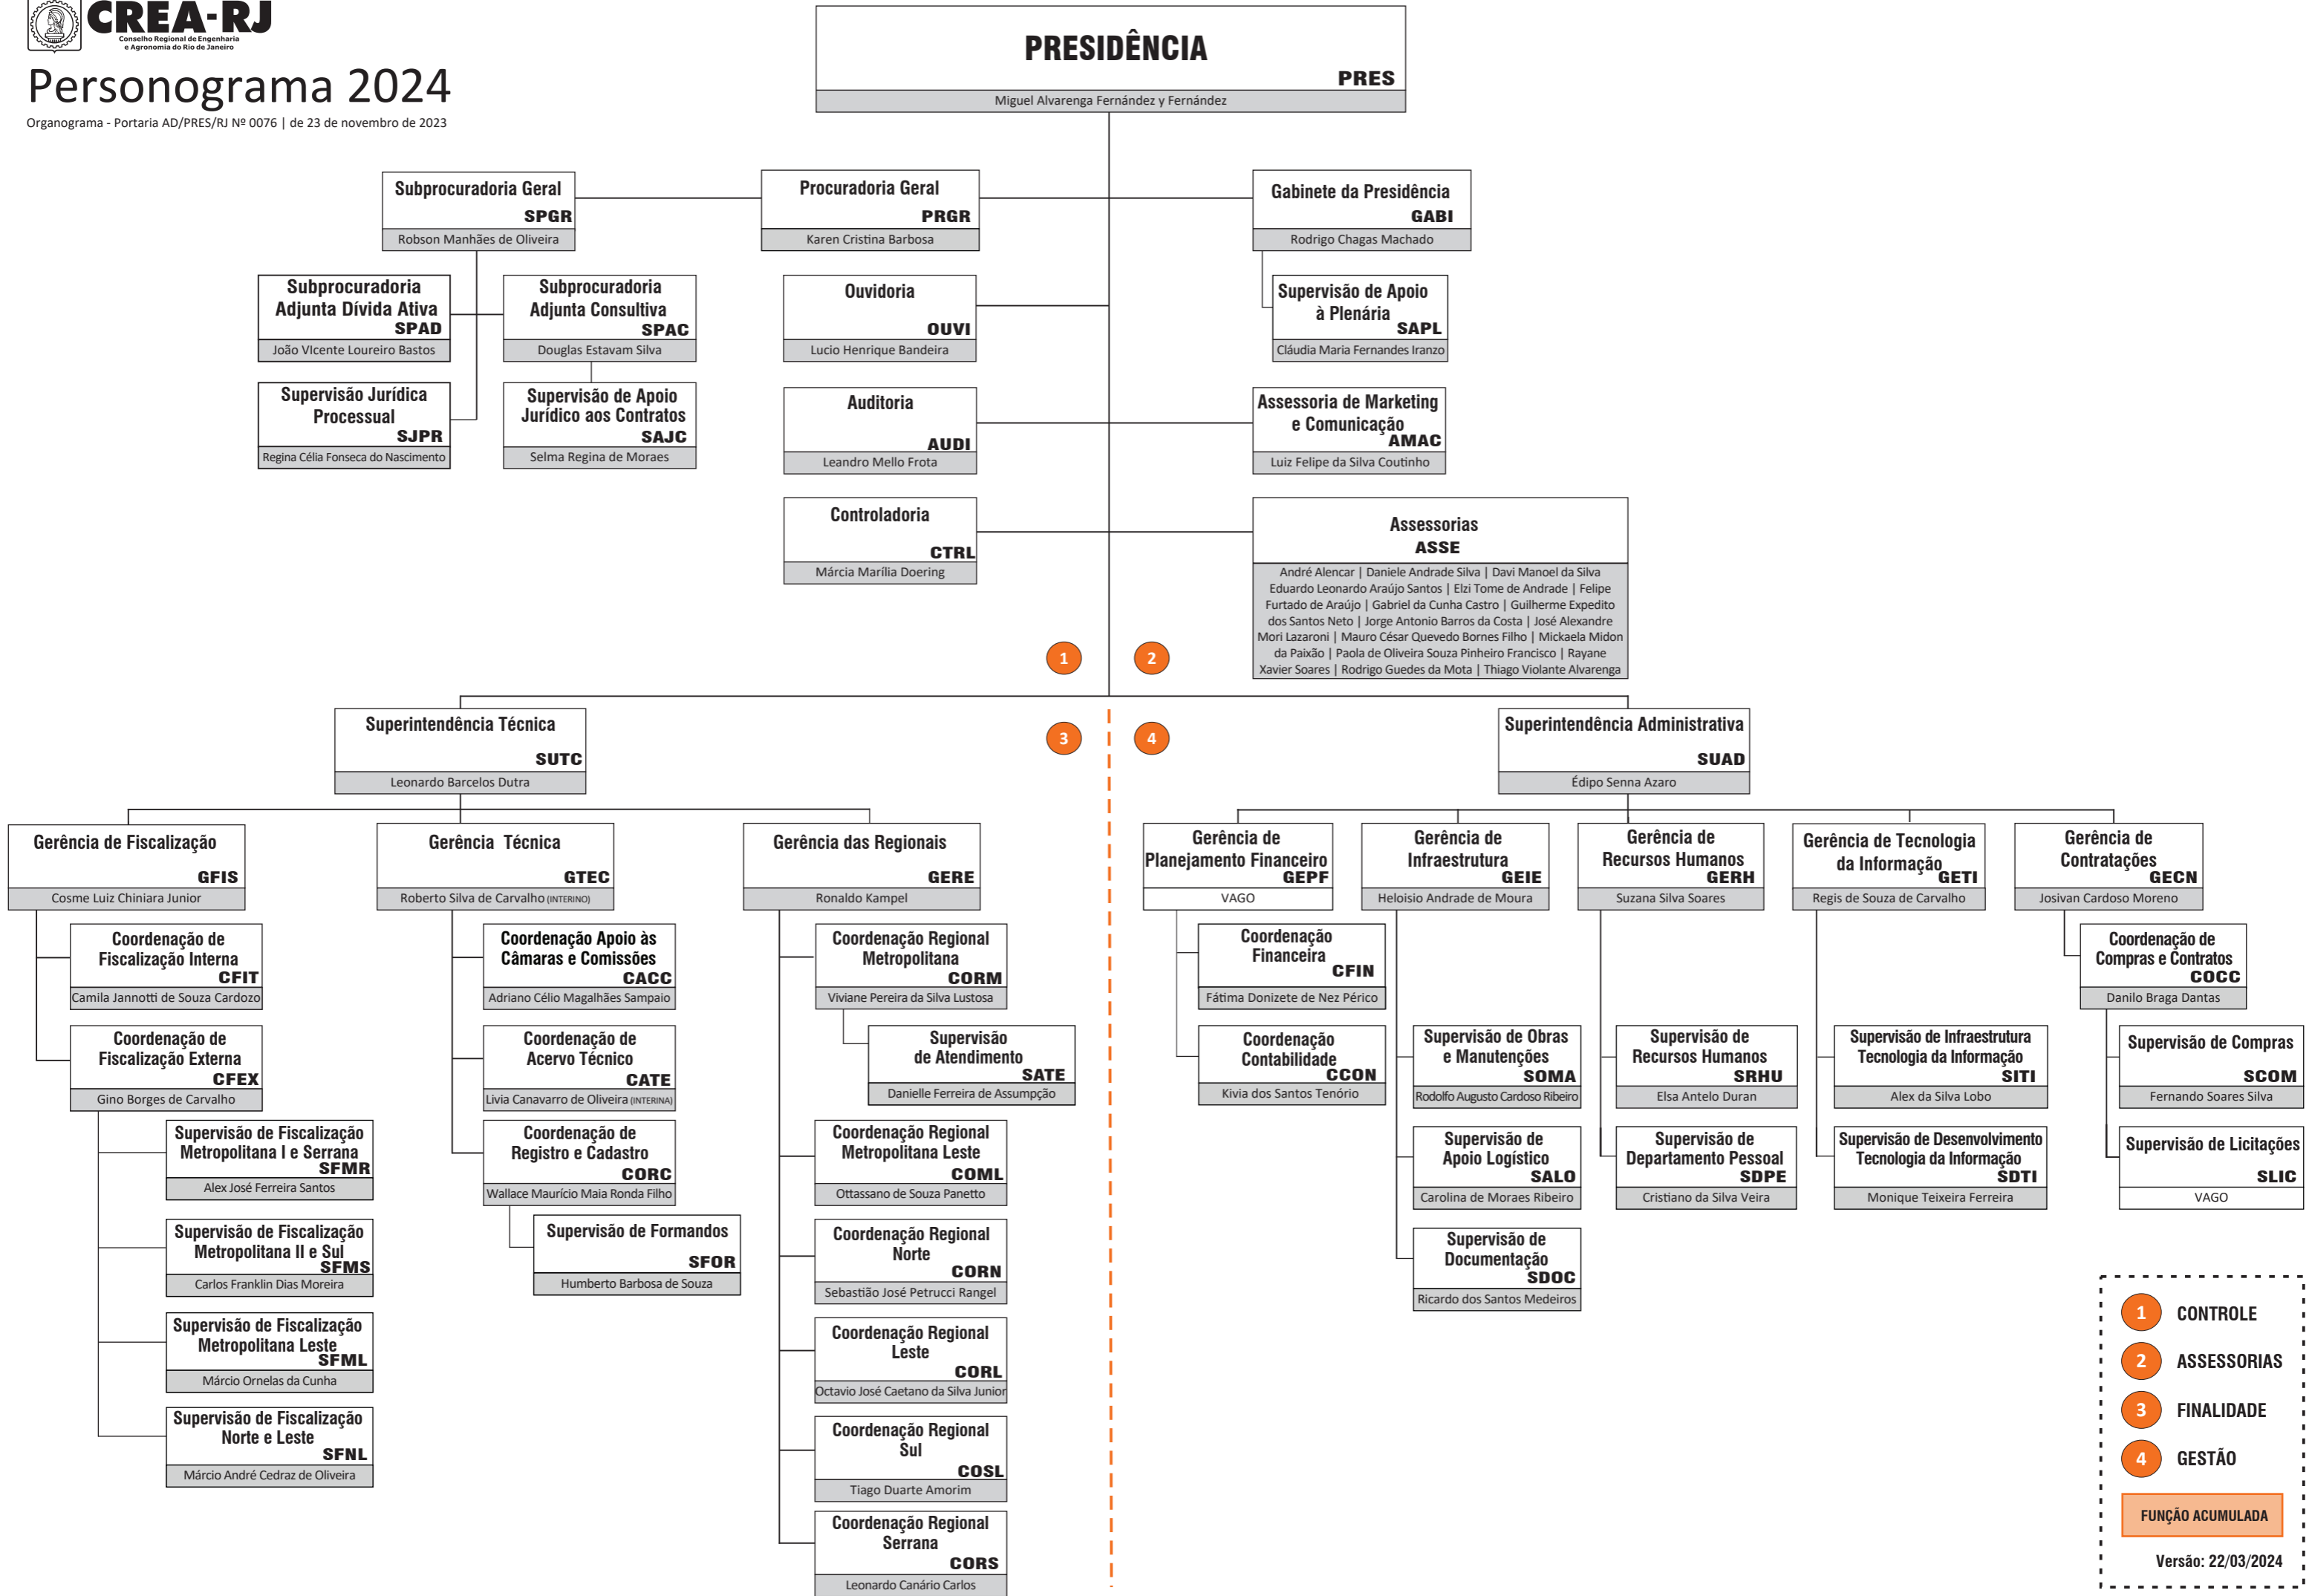 CREA-RJ
Conselho Regional de Engenharia
e Agronomia do Rio de Janeiro
Personograma 2024
Organograma - Portaria AD/PRES/RJ Nº 0076 | de 23 de novembro de 2023
PRESIDÊNCIA
PRES
Miguel Alvarenga Fernández y Fernández
Subprocuradoria Geral
SPGR
Robson Manhães de Oliveira
Procuradoria Geral
PRGR
Karen Cristina Barbosa
Gabinete da Presidência
GABI
Rodrigo Chagas Machado
Subprocuradoria
Adjunta Dívida Ativa
SPAD
João VIcente Loureiro Bastos
Subprocuradoria
Adjunta Consultiva
SPAC
Douglas Estavam Silva
Ouvidoria
OUVI
Lucio Henrique Bandeira
Supervisão de Apoio
à Plenária
SAPL
Cláudia Maria Fernandes Iranzo
Supervisão Jurídica
Processual
SJPR
Regina Célia Fonseca do Nascimento
Supervisão de Apoio
Jurídico aos Contratos
SAJC
Selma Regina de Moraes
Auditoria
AUDI
Leandro Mello Frota
Assessoria de Marketing
e Comunicação
AMAC
Luiz Felipe da Silva Coutinho
Controladoria
CTRL
Márcia Marília Doering
Assessorias
ASSE
André Alencar | Daniele Andrade Silva | Davi Manoel da Silva
Eduardo Leonardo Araújo Santos | Elzi Tome de Andrade | Felipe
Furtado de Araújo | Gabriel da Cunha Castro | Guilherme Expedito
dos Santos Neto | Jorge Antonio Barros da Costa | José Alexandre
Mori Lazaroni | Mauro César Quevedo Bornes Filho | Mickaela Midon
da Paixão | Paola de Oliveira Souza Pinheiro Francisco | Rayane
Xavier Soares | Rodrigo Guedes da Mota | Thiago Violante Alvarenga
1
2
3
4
Superintendência Técnica
SUTC
Leonardo Barcelos Dutra
Superintendência Administrativa
SUAD
Édipo Senna Azaro
Gerência de Fiscalização
GFIS
Cosme Luiz Chiniara Junior
Gerência Técnica
GTEC
Roberto Silva de Carvalho (INTERINO)
Gerência das Regionais
GERE
Ronaldo Kampel
Gerência de
Planejamento Financeiro
GEPF
VAGO
Gerência de
Infraestrutura
GEIE
Heloisio Andrade de Moura
Gerência de
Recursos Humanos
GERH
Suzana Silva Soares
Gerência de Tecnologia
da Informação
GETI
Regis de Souza de Carvalho
Gerência de
Contratações
GECN
Josivan Cardoso Moreno
Coordenação de
Fiscalização Interna
CFIT
Camila Jannotti de Souza Cardozo
Coordenação de
Fiscalização Externa
CFEX
Gino Borges de Carvalho
Supervisão de Fiscalização
Metropolitana I e Serrana
SFMR
Alex José Ferreira Santos
Supervisão de Fiscalização
Metropolitana II e Sul
SFMS
Carlos Franklin Dias Moreira
Supervisão de Fiscalização
Metropolitana Leste
SFML
Márcio Ornelas da Cunha
Supervisão de Fiscalização
Norte e Leste
SFNL
Márcio André Cedraz de Oliveira
Coordenação Apoio às
Câmaras e Comissões
CACC
Adriano Célio Magalhães Sampaio
Coordenação de
Acervo Técnico
CATE
Livia Canavarro de Oliveira (INTERINA)
Coordenação de
Registro e Cadastro
CORC
Wallace Maurício Maia Ronda Filho
Supervisão de Formandos
SFOR
Humberto Barbosa de Souza
Coordenação Regional
Metropolitana
CORM
Viviane Pereira da Silva Lustosa
Supervisão
de Atendimento
SATE
Danielle Ferreira de Assumpção
Coordenação Regional
Metropolitana Leste
COML
Ottassano de Souza Panetto
Coordenação Regional
Norte
CORN
Sebastião José Petrucci Rangel
Coordenação Regional
Leste
CORL
Octavio José Caetano da Silva Junior
Coordenação Regional
Sul
COSL
Tiago Duarte Amorim
Coordenação Regional
Serrana
CORS
Leonardo Canário Carlos
Coordenação
Financeira
CFIN
Fátima Donizete de Nez Périco
Coordenação
Contabilidade
CCON
Kivia dos Santos Tenório
Supervisão de Obras
e Manutenções
SOMA
Rodolfo Augusto Cardoso Ribeiro
Supervisão de
Apoio Logístico
SALO
Carolina de Moraes Ribeiro
Supervisão de
Documentação
SDOC
Ricardo dos Santos Medeiros
Supervisão de
Recursos Humanos
SRHU
Elsa Antelo Duran
Supervisão de
Departamento Pessoal
SDPE
Cristiano da Silva Veira
Supervisão de Infraestrutura
Tecnologia da Informação
SITI
Alex da Silva Lobo
Supervisão de Desenvolvimento
Tecnologia da Informação
SDTI
Monique Teixeira Ferreira
Coordenação de
Compras e Contratos
COCC
Danilo Braga Dantas
Supervisão de Compras
SCOM
Fernando Soares Silva
Supervisão de Licitações
SLIC
VAGO
1 CONTROLE
2 ASSESSORIAS
3 FINALIDADE
4 GESTÃO
FUNÇÃO ACUMULADA
Versão: 22/03/2024